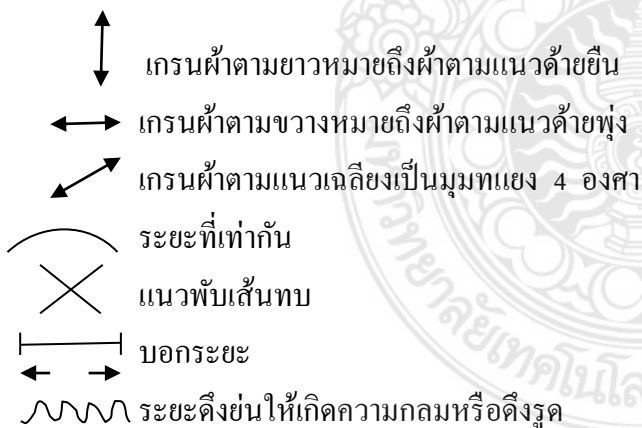 เกรนผ้าตามยาวหมายถึงผ้าตามแนวด้ายยืน
เกรนผ้าตามขวางหมายถึงผ้าตามแนวด้ายพุ่ง
เกรนผ้าตามแนวเฉลียงเป็นมุมทแยง 4 องศา
ระยะที่เท่ากัน
แนวพับเส้นทบ
บอกระยะ
ระยะดึงย่นให้เกิดความกลมหรือดึงรูด